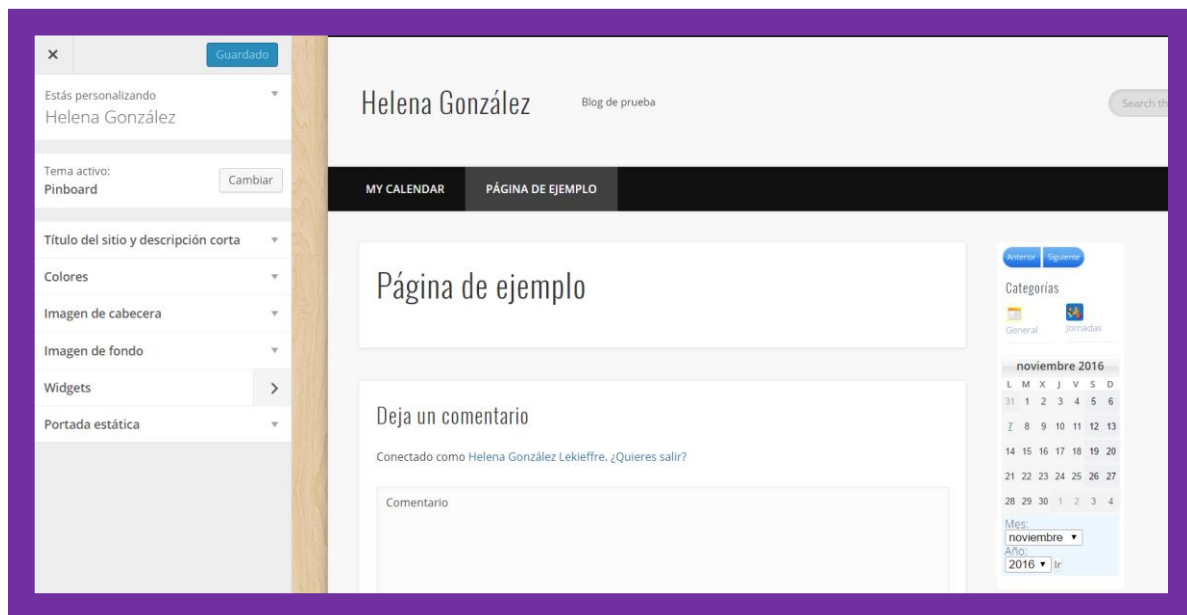 Guardado
Estás personalizando
Helena González
Tema activo:
Pinboard
Cambiar
Título del sitio y descripción corta
Colores
Imagen de cabecera
Imagen de fondo
Widgets
Portada estática
Helena González
Blog de prueba
Search th
MY CALENDAR PÁGINA DE EJEMPLO
Página de ejemplo
Deja un comentario
Conectado como Helena González Lekieffre. ¿Quieres salir?
Comentario
Anterior Siguiente
Categorías
General Jornadas
noviembre 2016
L M X J V S D
31 1 2 3 4 5 6
7 8 9 10 11 12 13
14 15 16 17 18 19 20
21 22 23 24 25 26 27
28 29 30 1 2 3 4
Mes:
noviembre
Año:
2016 Ir